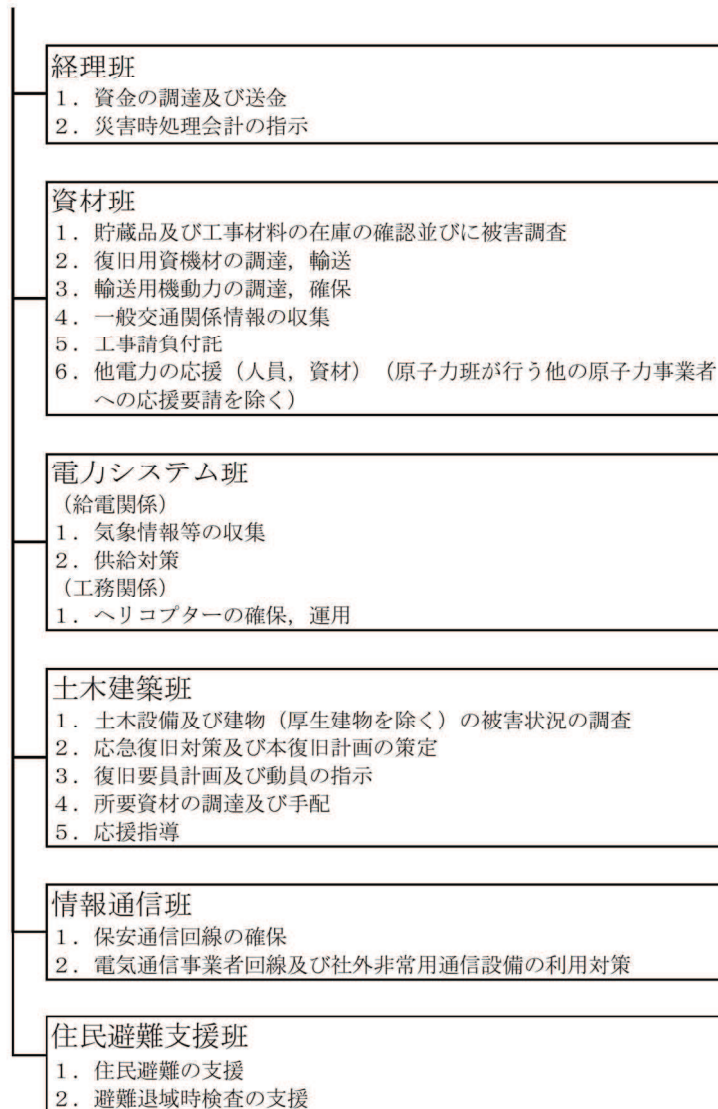 経理班
１．資金の調達及び送金
２．災害時処理会計の指示
資材班
１．貯蔵品及び工事材料の在庫の確認並びに被害調査
２．復旧用資機材の調達，輸送
３．輸送用機動力の調達，確保
４．一般交通関係情報の収集
５．工事請負付託
６．他電力の応援（人員，資材）（原子力班が行う他の原子力事業者
への応援要請を除く）
電力システム班
（給電関係）
１．気象情報等の収集
２．供給対策
（工務関係）
１．ヘリコプターの確保，運用
土木建築班
１．土木設備及び建物（厚生建物を除く）の被害状況の調査
２．応急復旧対策及び本復旧計画の策定
３．復旧要員計画及び動員の指示
４．所要資材の調達及び手配
５．応援指導
情報通信班
１．保安通信回線の確保
２．電気通信事業者回線及び社外非常用通信設備の利用対策
住民避難支援班
１．住民避難の支援
２．避難退域時検査の支援